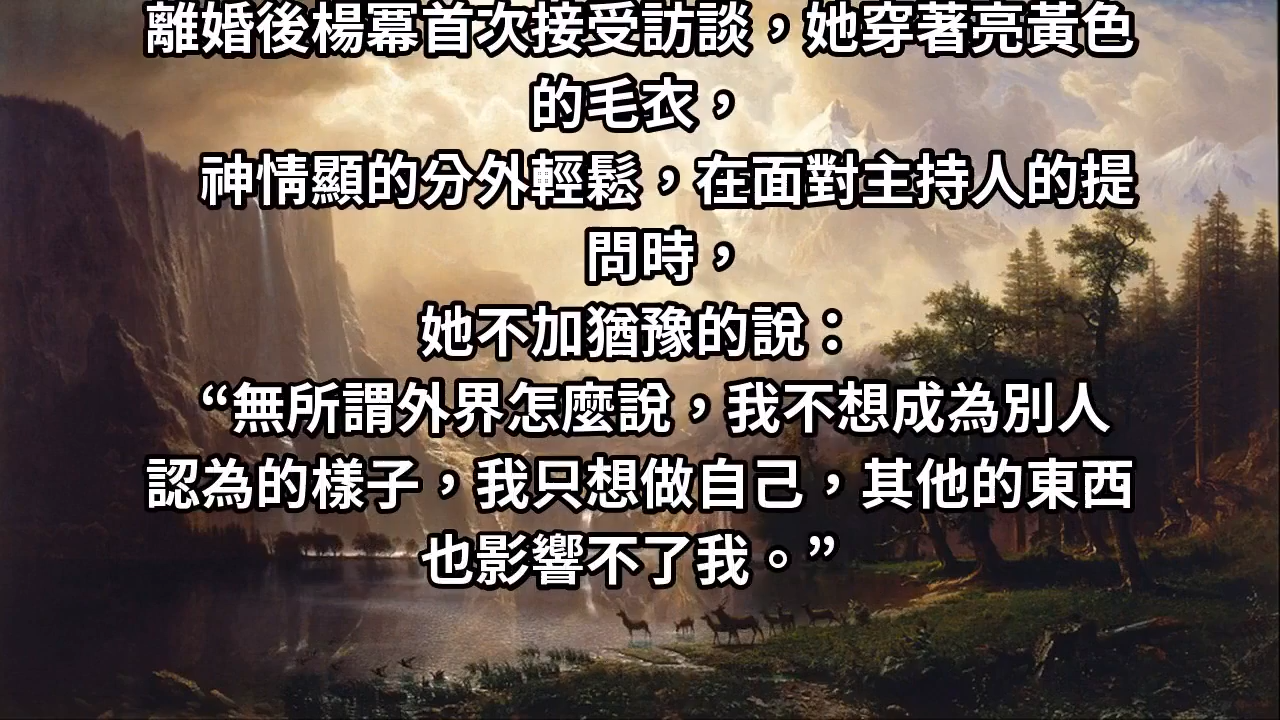 離婚後楊冪首次接受訪談，她穿著亮黃色
的毛衣，
神情顯的分外輕鬆，在面對主持人的提
問時，
她不加猶豫的說：
“無所謂外界怎麼說，我不想成為別人
認為的樣子，我只想做自己，其他的東西
也影響不了我。”